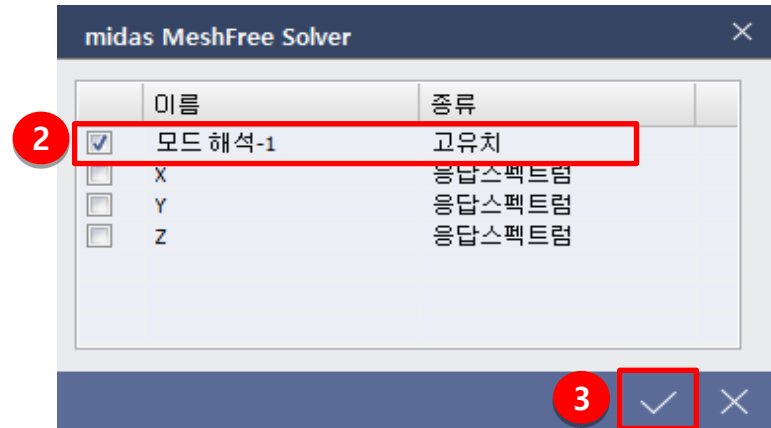 midas MeshFree Solver
이름 종류
2 모드 해석-1 고유치
X 응답스펙트럼
Y 응답스펙트럼
Z 응답스펙트럼
3